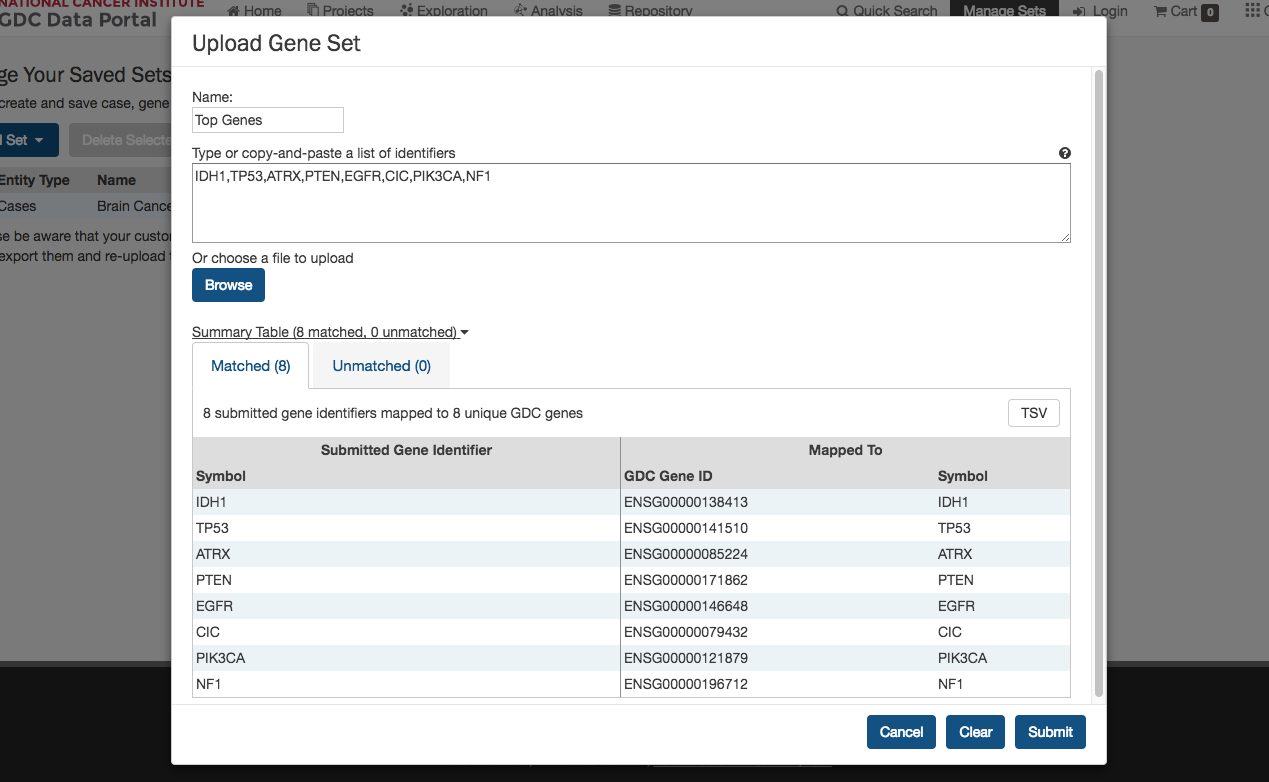 NATIONAL CANCER INSTITUTE
GDC Data Portal
Home Projects Exploration Analysis Repository Quick Search Manage Sets Login Cart 0
ge Your Saved Sets
create and save case, gene
Set Delete Selecte
Entity Type Name
Cases Brain Cance
se be aware that your custo
export them and re-upload
Upload Gene Set
Name:
Top Genes
Type or copy-and-paste a list of identifiers
IDH1,TP53,ATRX,PTEN,EGFR,CIC,PIK3CA,NF1
Or choose a file to upload
Browse
Summary Table (8 matched, 0 unmatched)
Matched (8) Unmatched (0)
8 submitted gene identifiers mapped to 8 unique GDC genes TSV
Submitted Gene Identifier Mapped To
Symbol GDC Gene ID Symbol
IDH1 ENSG00000138413 IDH1
TP53 ENSG00000141510 TP53
ATRX ENSG00000085224 ATRX
PTEN ENSG00000171862 PTEN
EGFR ENSG00000146648 EGFR
CIC ENSG00000079432 CIC
PIK3CA ENSG00000121879 PIK3CA
NF1 ENSG00000196712 NF1
Cancel Clear Submit